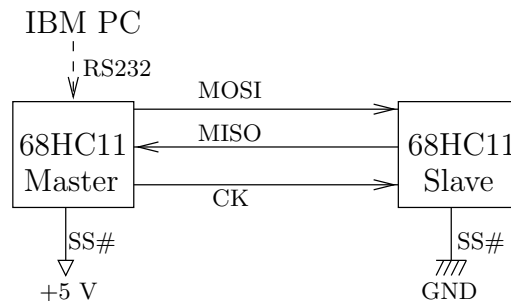 IBM PC
RS232
MOSI
68HC11
Master
MISO
68HC11
Slave
CK
SS#
SS#
+5 V
GND